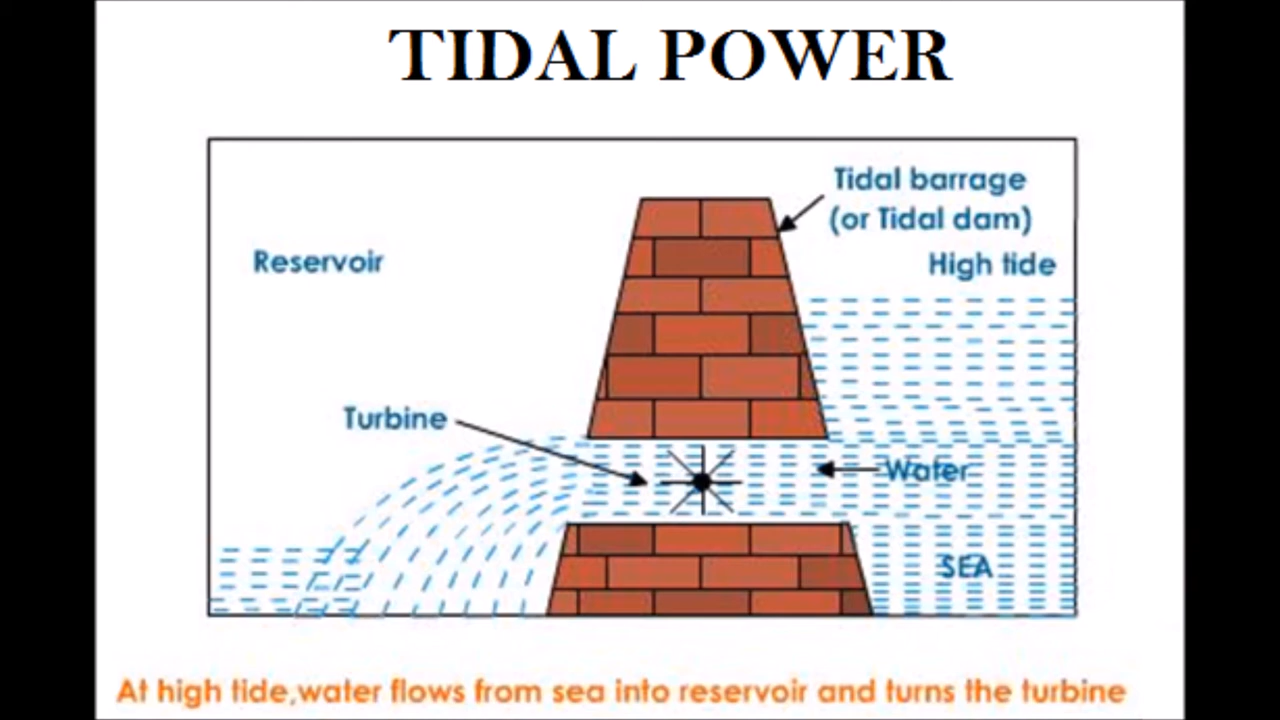 TIDAL POWER
Tidal barrage
(or Tidal dam)
Reservoir
High tide
Turbine
Water
SEA
At high tide,water flows from sea into reservoir and turns the turbine